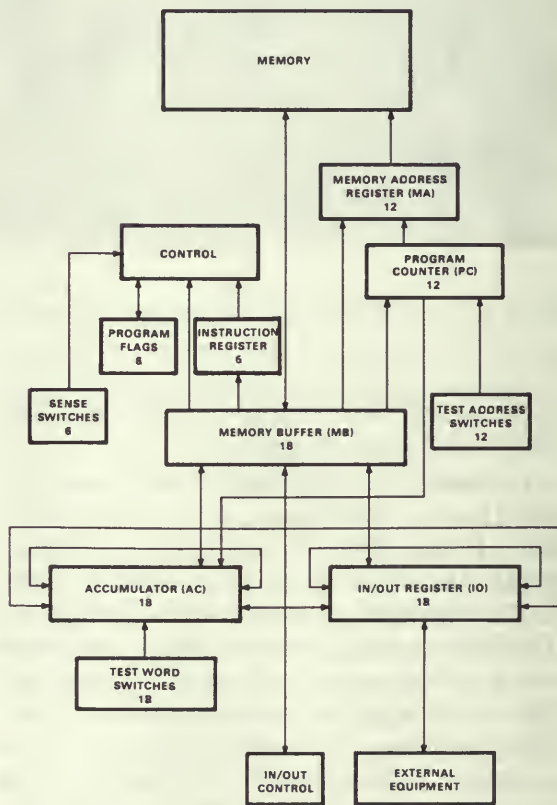 MEMORY
MEMORY ADDRESS
REGISTER (MA)
12
CONTROL
PROGRAM
COUNTER (PC)
12
PROGRAM
FLAGS
6
INSTRUCTION
REGISTER
6
SENSE
SWITCHES
6
MEMORY BUFFER (MB)
18
TEST ADDRESS
SWITCHES
12
ACCUMULATOR (AC)
18
IN/OUT REGISTER (IO)
18
TEST WORD
SWITCHES
18
IN/OUT
CONTROL
EXTERNAL
EQUIPMENT